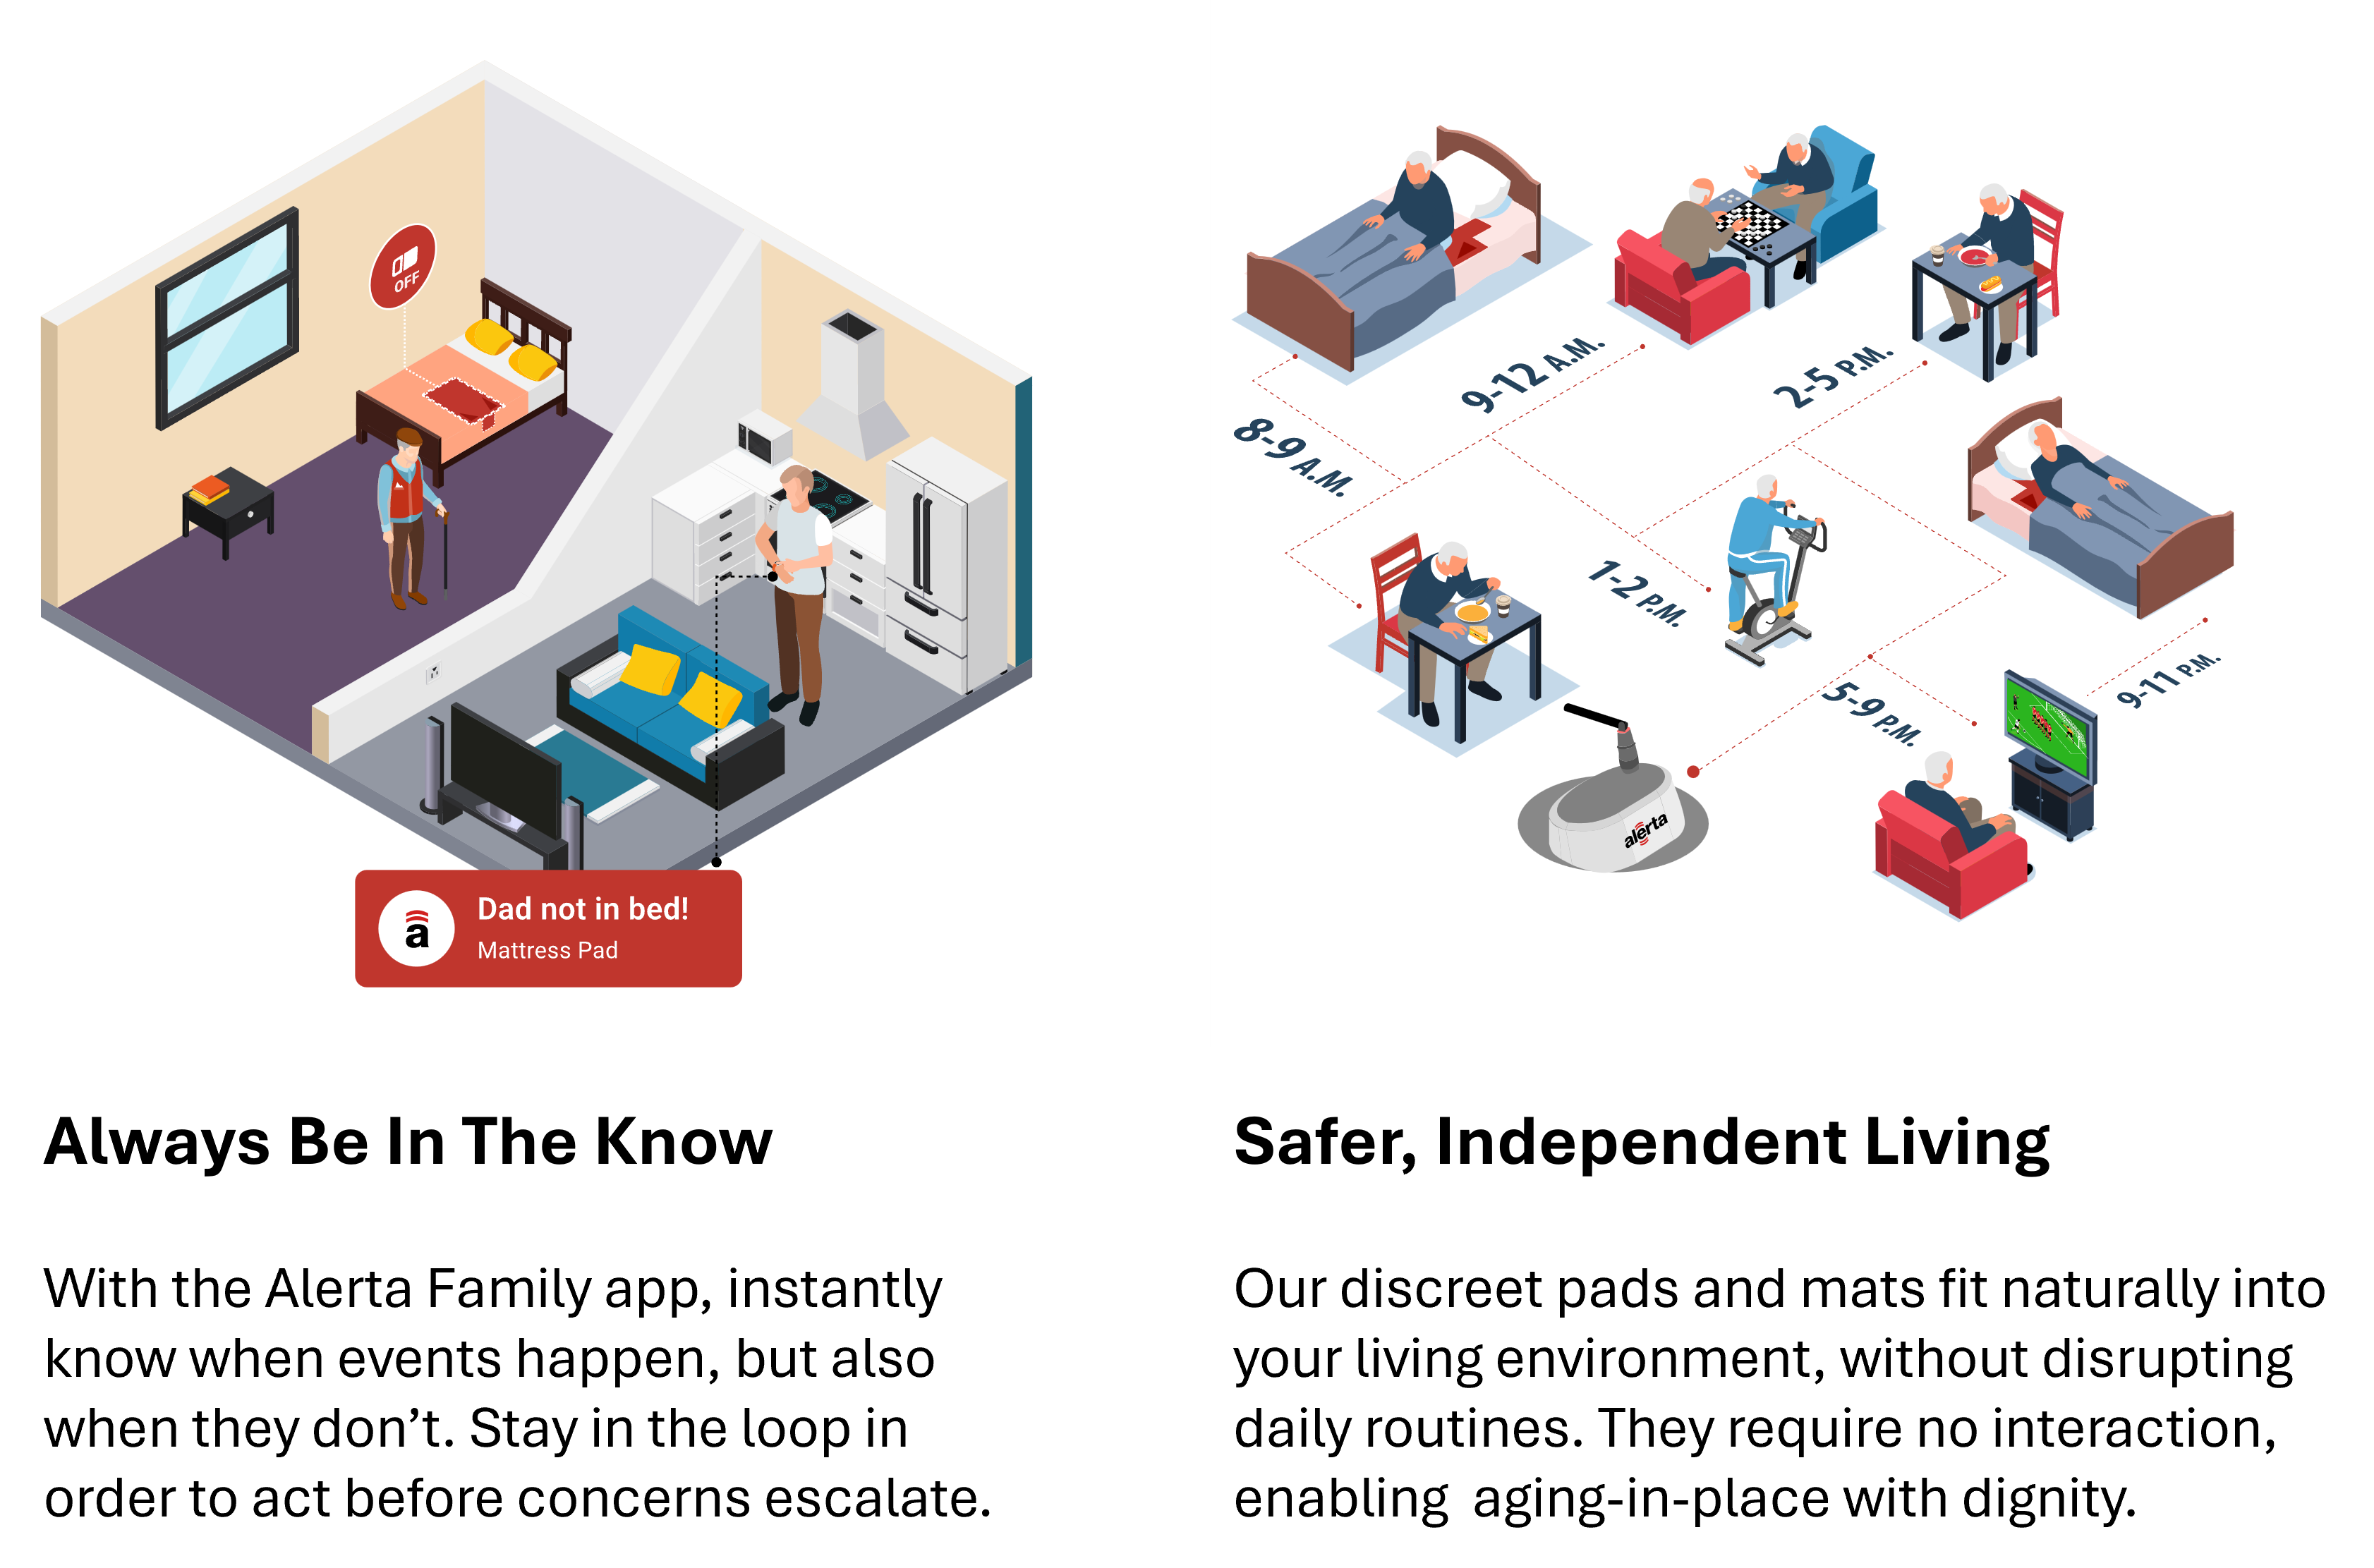 OFF
a
Dad not in bed!
Mattress Pad
8-9 A.M.
9-12 A.M.
1-2 P.M.
2-5 P.M.
5-9 P.M.
9-11 P.M.
alerta
Always Be In The Know
With the Alerta Family app, instantly
know when events happen, but also
when they don’t. Stay in the loop in
order to act before concerns escalate.
Safer, Independent Living
Our discreet pads and mats fit naturally into
your living environment, without disrupting
daily routines. They require no interaction,
enabling  aging-in-place with dignity.